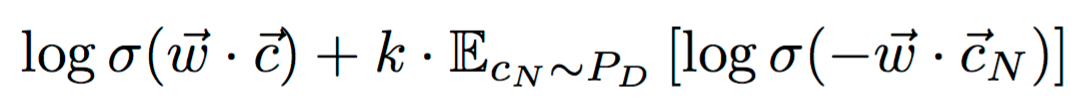 log σ(w⃗ · c⃗) + k · 𝔼_{c_N∼P_D} [log σ(−w⃗ · c⃗_N)]